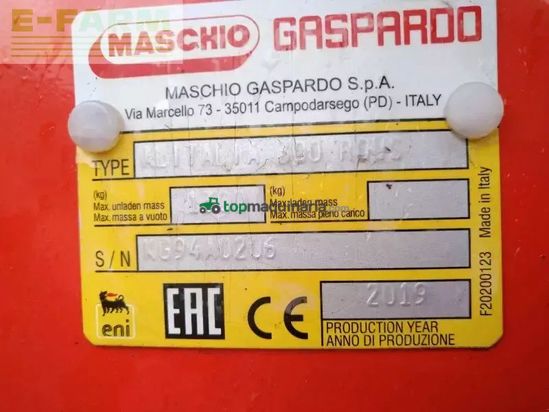 E-FARM
MASCHIO GASPARDO
MASCHIO GASPARDO S.p.A.
Via Marcello 73 - 35011 Campodarsego (PD) - ITALY
TYPE
(kg)
Max. unladen mass
Max. massa a vuoto
(kg)
Max. laden mass
Max. massa pieno carico
topmaquinaria.com
S/N
eni
EAC
CE
2019
PRODUCTION YEAR
ANNO DI PRODUZIONE
F20200123 Made in Italy